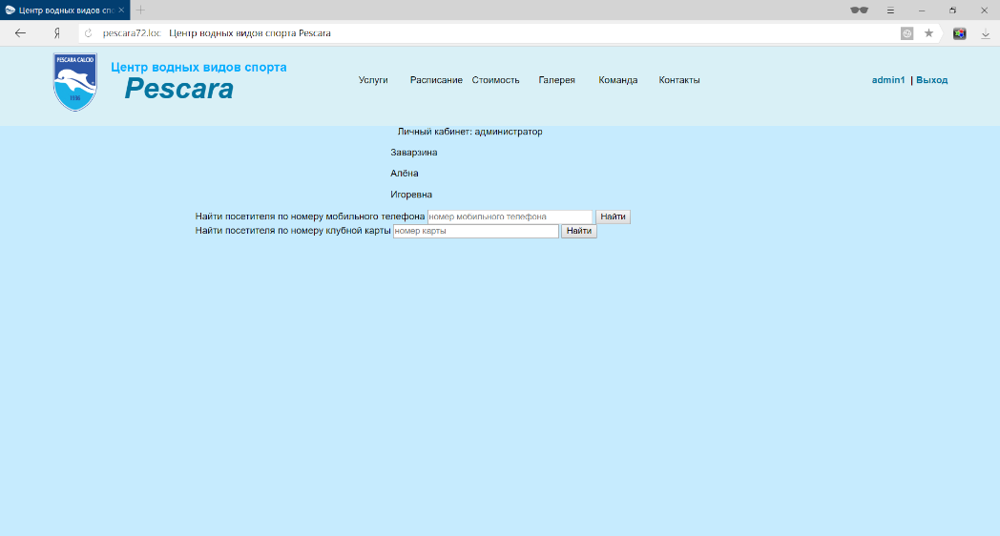 Центр водных видов спо
Я
pescara72.loc Центр водных видов спорта Pescara
PESCARA CALCIO
1936
Центр водных видов спорта
Pescara
Услуги Расписание Стоимость Галерея Команда Контакты
admin1 | Выход
Личный кабинет: администратор
Заварзина
Алёна
Игоревна
Найти посетителя по номеру мобильного телефона номер мобильного телефона Найти
Найти посетителя по номеру клубной карты номер карты Найти